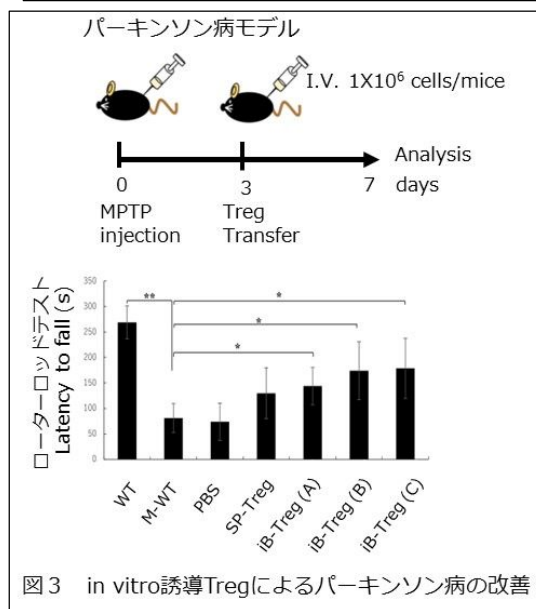 パーキンソン病モデル
I.V. 1X10⁶ cells/mice
Analysis
0 3 7 days
MPTP injection
Treg Transfer
ローターロッドテスト
Latency to fall (s)
350
300
250
200
150
100
50
0
** * * *
WT M-WT PBS SP-Treg iB-Treg (A) iB-Treg (B) iB-Treg (C)
図3 in vitro誘導Tregによるパーキンソン病の改善